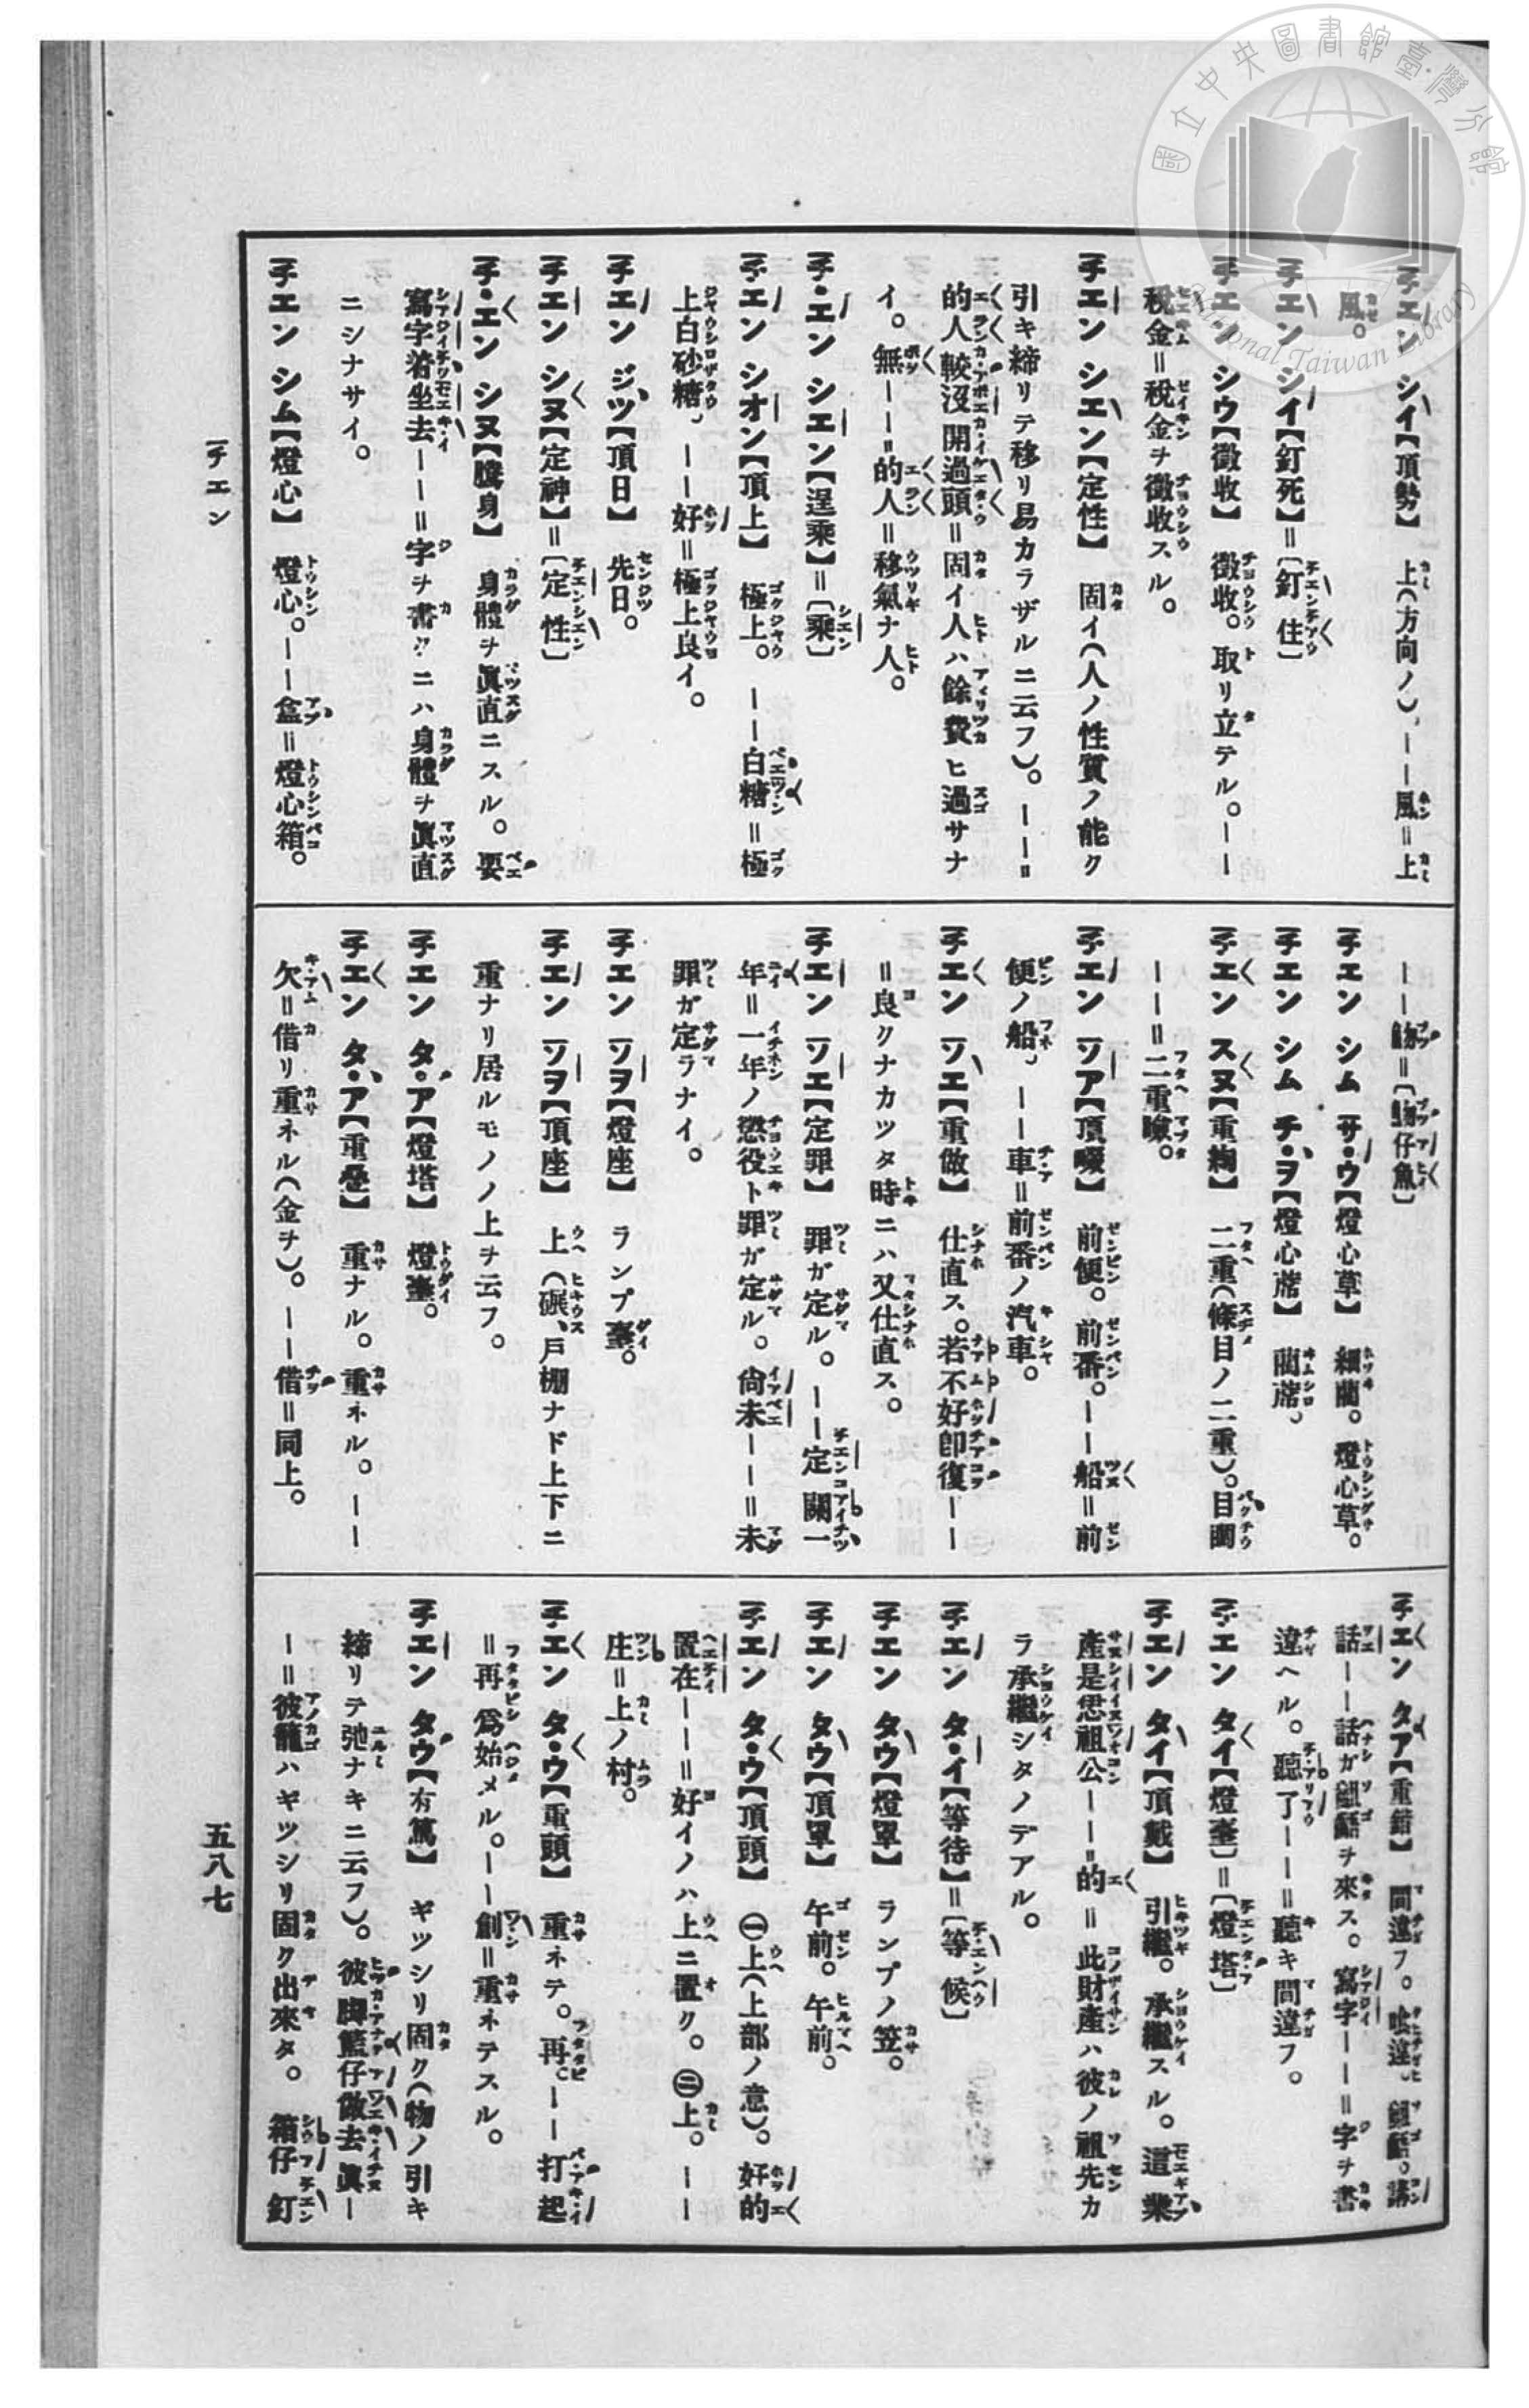 國立中央圖書館臺灣分館
National Taiwan Library
チエン シイ【頂勢】 上(方向ノ)。——風=上
風。
チエン シイ【釘死】=〔釘住〕
チエン シウ【徵收】 徵收。取リ立テル。——
稅金=稅金ヲ徵收スル。
チエン シエン【定性】 固イ(人ノ性質ノ能ク
引キ締リテ移リ易カラザルニ云フ)。——=
的人較沒開過頭=固イ人ハ餘費ヒ過サナ
イ。無——=的人=移氣ナ人。
チエン シエン【逞乘】=〔乘〕
チエン シオン【頂上】 極上。——白糖=極
上白砂糖。——好=極上良イ。
チエン ジツ【頂日】 先日。
チエン シヌ【定神】=〔定性〕
チエン シヌ【騰身】 身體ヲ眞直ニスル。要
寫字著坐去——=字ヲ書クニハ身體ヲ眞直
ニシナサイ。
チエン シム【燈心】 燈心。——盒=燈心箱。
チエン シム サウ【燈心草】 細藺。燈心草。
チエン シム チヲ【燈心蓆】 藺蓆。
チエン スヌ【重絢】 二重(條目ノ二重)。目睭
——=二重瞼。
チエン ソア【頂啜】 前便。前番。——船=前
便ノ船。——車=前番ノ汽車。
チエン ソエ【重做】 仕直ス。若不好卽復——
=良クナカツタ時ニハ又仕直ス。
チエン ソエ【定罪】 罪ガ定ル。——定關一
年=一年ノ懲役ト罪ガ定ル。尙未——=未
罪ガ定ラナイ。
チエン ソヲ【燈座】 ランプ臺。
チエン ソヲ【頂座】 上(碾、戶棚ナド上下ニ
重ナリ居ルモノノ上ヲ云フ。
チエン タア【燈塔】 燈臺。
チエン タア【重疊】 重ナル。重ネル。——
欠=借リ重ネル(金ヲ)。——借=同上。
チエン タア【重錯】 間違フ。喰違。齟齬。講
話——話ガ齟齬ヲ來ス。寫字——=字ヲ書
違ヘル。聽了——=聽キ間違フ。
チエン タイ【燈臺】=〔燈塔〕
チエン タイ【頂戴】 引繼。承繼スル。這業
產是思祖公——=的=此財產ハ彼ノ祖先カ
ラ承繼シタノデアル。
チエン タイ【等待】=〔等候〕
チエン タウ【燈罩】 ランプノ笠。
チエン タウ【頂罩】 午前。午前。
チエン タウ【頂頭】 ㊀上(上部ノ意)。好的
置在——=好イノハ上ニ置ク。㊁上。——
庄=上ノ村。
チエン タウ【重頭】 重ネテ。再。——打起
=再爲始メル。——創=重ネテスル。
チエン タウ【有篤】 ギツシリ固ク(物ノ引キ
締リテ弛ナキニ云フ)。彼脚籃仔做去眞—
—=彼籠ハギツシリ固ク出來タ。箱仔釘
チエン
五八七